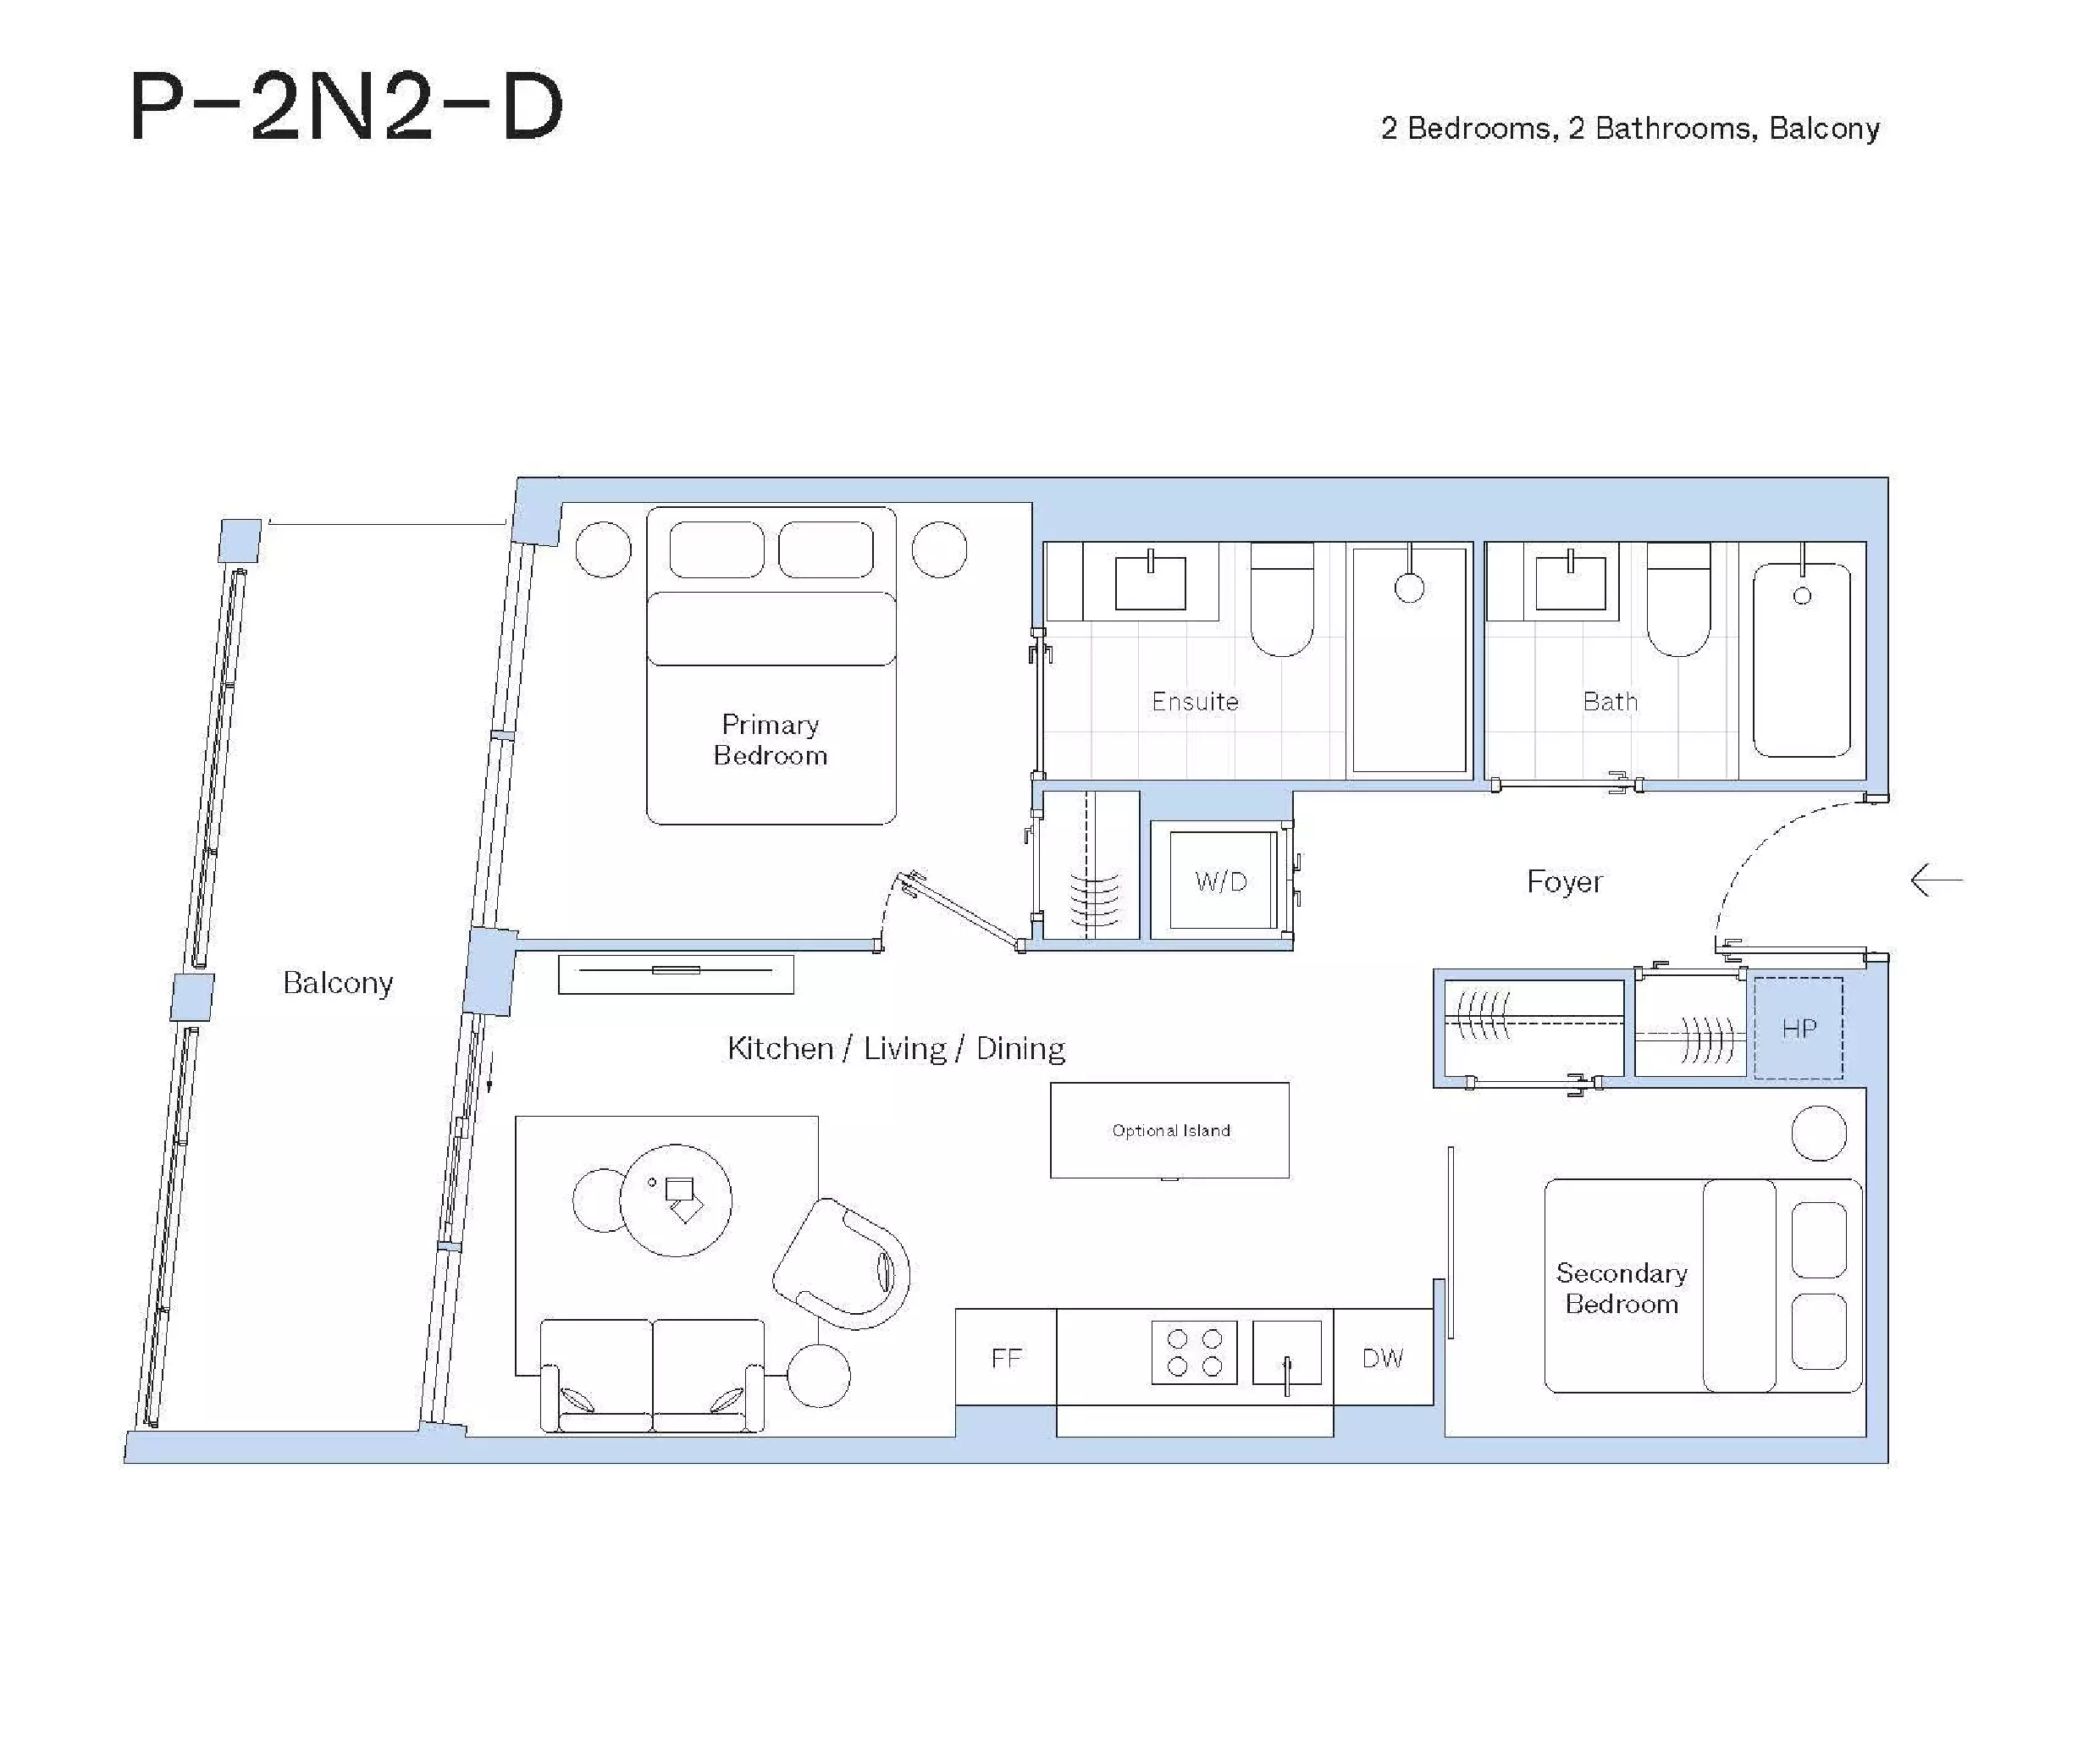 P-2N2-D
2 Bedrooms, 2 Bathrooms, Balcony
Primary
Bedroom
Ensuite
Bath
W/D
Foyer
Balcony
Kitchen / Living / Dining
HP
Optional Island
Secondary
Bedroom
FF
DW